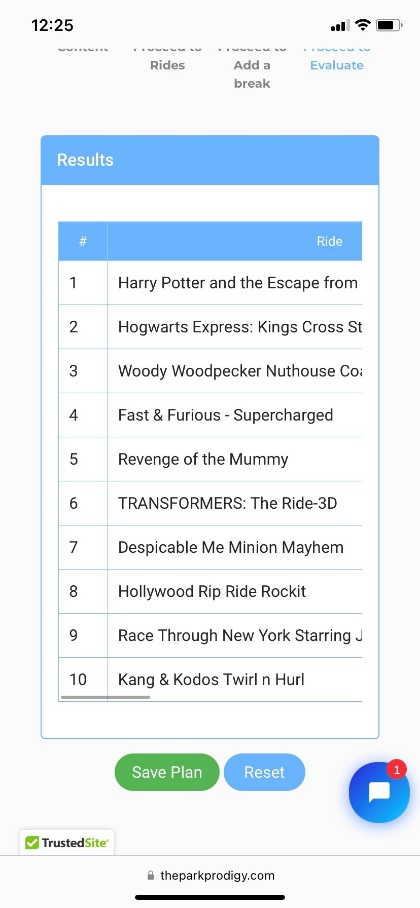 12:25
Content Proceed to Proceed to Proceed to
Rides Add a Evaluate
break
Results
# Ride
1 Harry Potter and the Escape from
2 Hogwarts Express: Kings Cross St
3 Woody Woodpecker Nuthouse Coa
4 Fast & Furious - Supercharged
5 Revenge of the Mummy
6 TRANSFORMERS: The Ride-3D
7 Despicable Me Minion Mayhem
8 Hollywood Rip Ride Rockit
9 Race Through New York Starring J
10 Kang & Kodos Twirl n Hurl
Save Plan Reset
1
TrustedSite
theparkprodigy.com